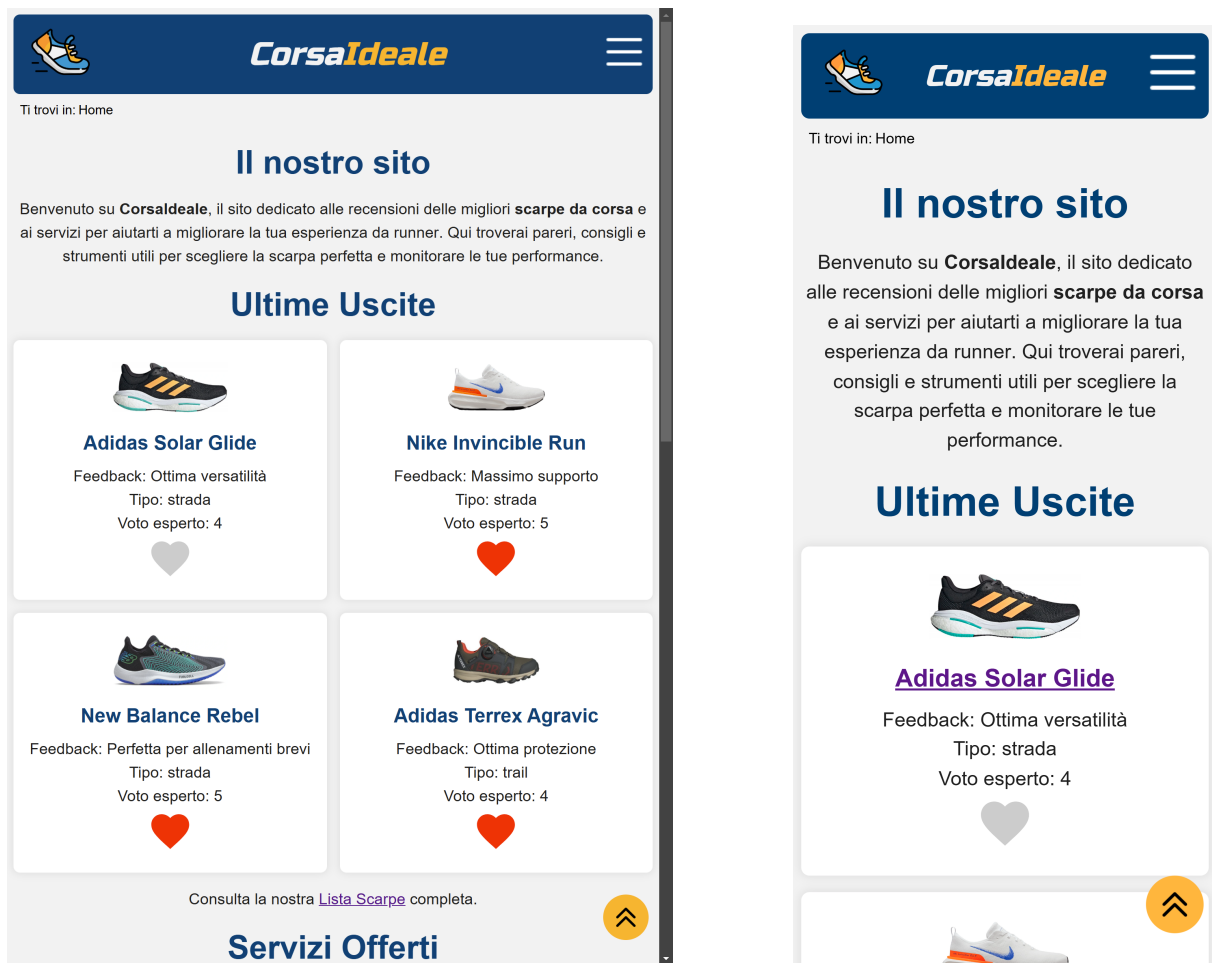 CorsaIdeale
Ti trovi in: Home
Il nostro sito
Benvenuto su CorsaIdeale, il sito dedicato alle recensioni delle migliori scarpe da corsa e
ai servizi per aiutarti a migliorare la tua esperienza da runner. Qui troverai pareri, consigli e
strumenti utili per scegliere la scarpa perfetta e monitorare le tue performance.
Ultime Uscite
Adidas Solar Glide
Feedback: Ottima versatilità
Tipo: strada
Voto esperto: 4
Nike Invincible Run
Feedback: Massimo supporto
Tipo: strada
Voto esperto: 5
New Balance Rebel
Feedback: Perfetta per allenamenti brevi
Tipo: strada
Voto esperto: 5
Adidas Terrex Agravic
Feedback: Ottima protezione
Tipo: trail
Voto esperto: 4
Consulta la nostra Lista Scarpe completa.
Servizi Offerti
CorsaIdeale
Ti trovi in: Home
Il nostro sito
Benvenuto su CorsaIdeale, il sito dedicato
alle recensioni delle migliori scarpe da corsa
e ai servizi per aiutarti a migliorare la tua
esperienza da runner. Qui troverai pareri,
consigli e strumenti utili per scegliere la
scarpa perfetta e monitorare le tue
performance.
Ultime Uscite
Adidas Solar Glide
Feedback: Ottima versatilità
Tipo: strada
Voto esperto: 4